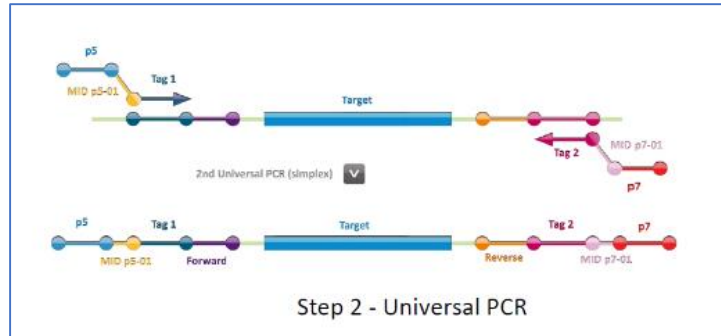 p5
MID p5-01
Tag 1
Target
Tag 2
MID p7-01
p7
2nd Universal PCR (simplex)
V
p5
Tag 1
Target
Tag 2
p7
MID p5-01
Forward
Reverse
MID p7-01
Step 2 - Universal PCR